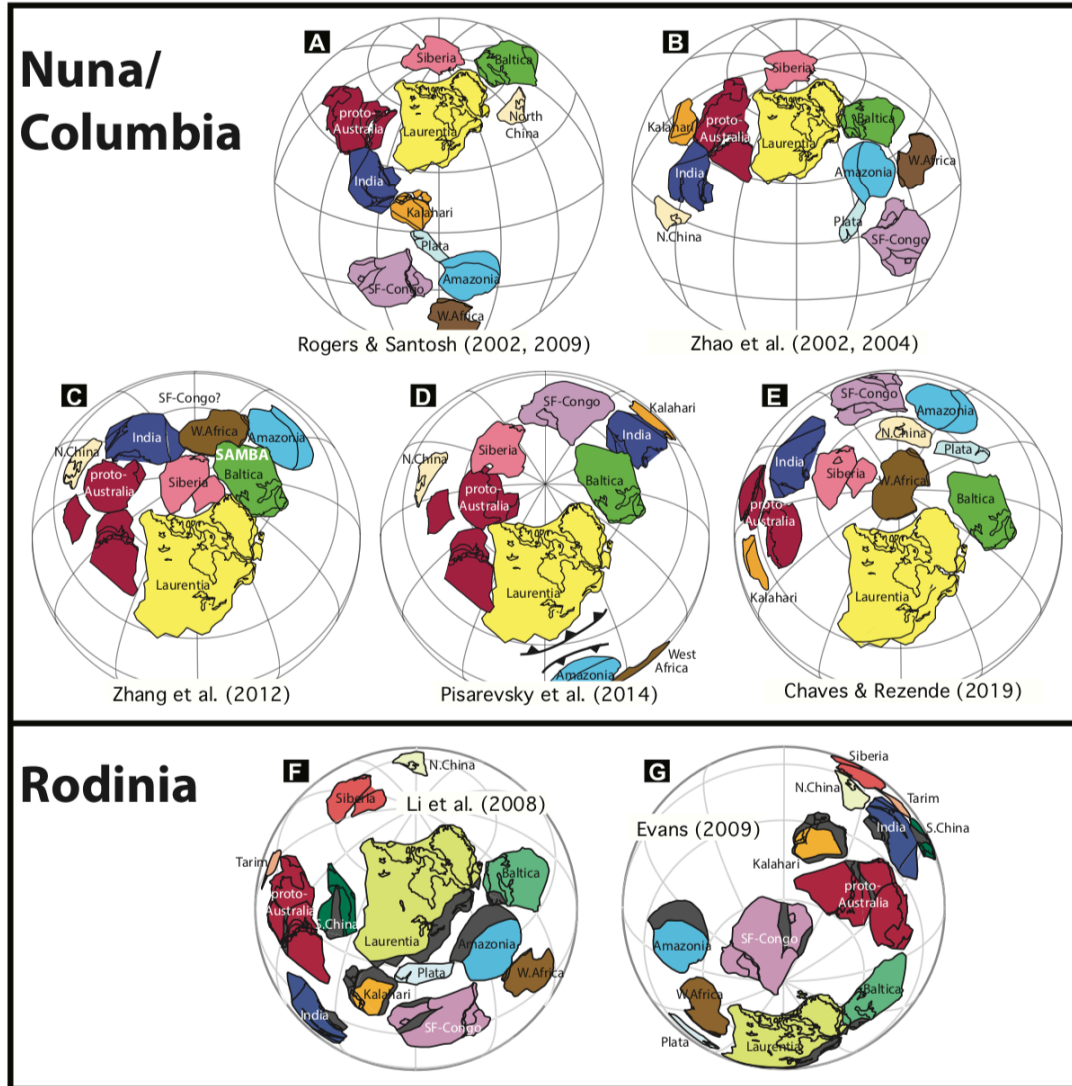 Nuna/
Columbia
A
Siberia
Baltica
proto-
Australia
Laurentia
North
China
India
Kalahari
Plata
SF-Congo
Amazonia
W.Africa
Rogers & Santosh (2002, 2009)
B
Siberia
Kalahari
proto-
Australia
Laurentia
Baltica
W.Africa
India
Amazonia
N.China
Plata
SF-Congo
Zhao et al. (2002, 2004)
C
SF-Congo?
N.China
India
W.Africa
Amazonia
SAMBA
proto-
Australia
Siberia
Baltica
Laurentia
Zhang et al. (2012)
D
SF-Congo
Kalahari
India
N.China
Siberia
proto-
Australia
Baltica
Laurentia
West
Africa
Amazonia
Pisarevsky et al. (2014)
E
SF-Congo
Amazonia
N.China
India
Plata
Siberia
W.Africa
Baltica
proto-
Australia
Kalahari
Laurentia
Chaves & Rezende (2019)
Rodinia
F
N.China
Siberia
Li et al. (2008)
Tarim
proto-
Australia
S.China
Baltica
Laurentia
Amazonia
Plata
W.Africa
Kalahari
India
SF-Congo
G
Siberia
N.China
Tarim
Evans (2009)
India
S.China
Kalahari
proto-
Australia
Amazonia
SF-Congo
W.Africa
Baltica
Plata
Laurentia